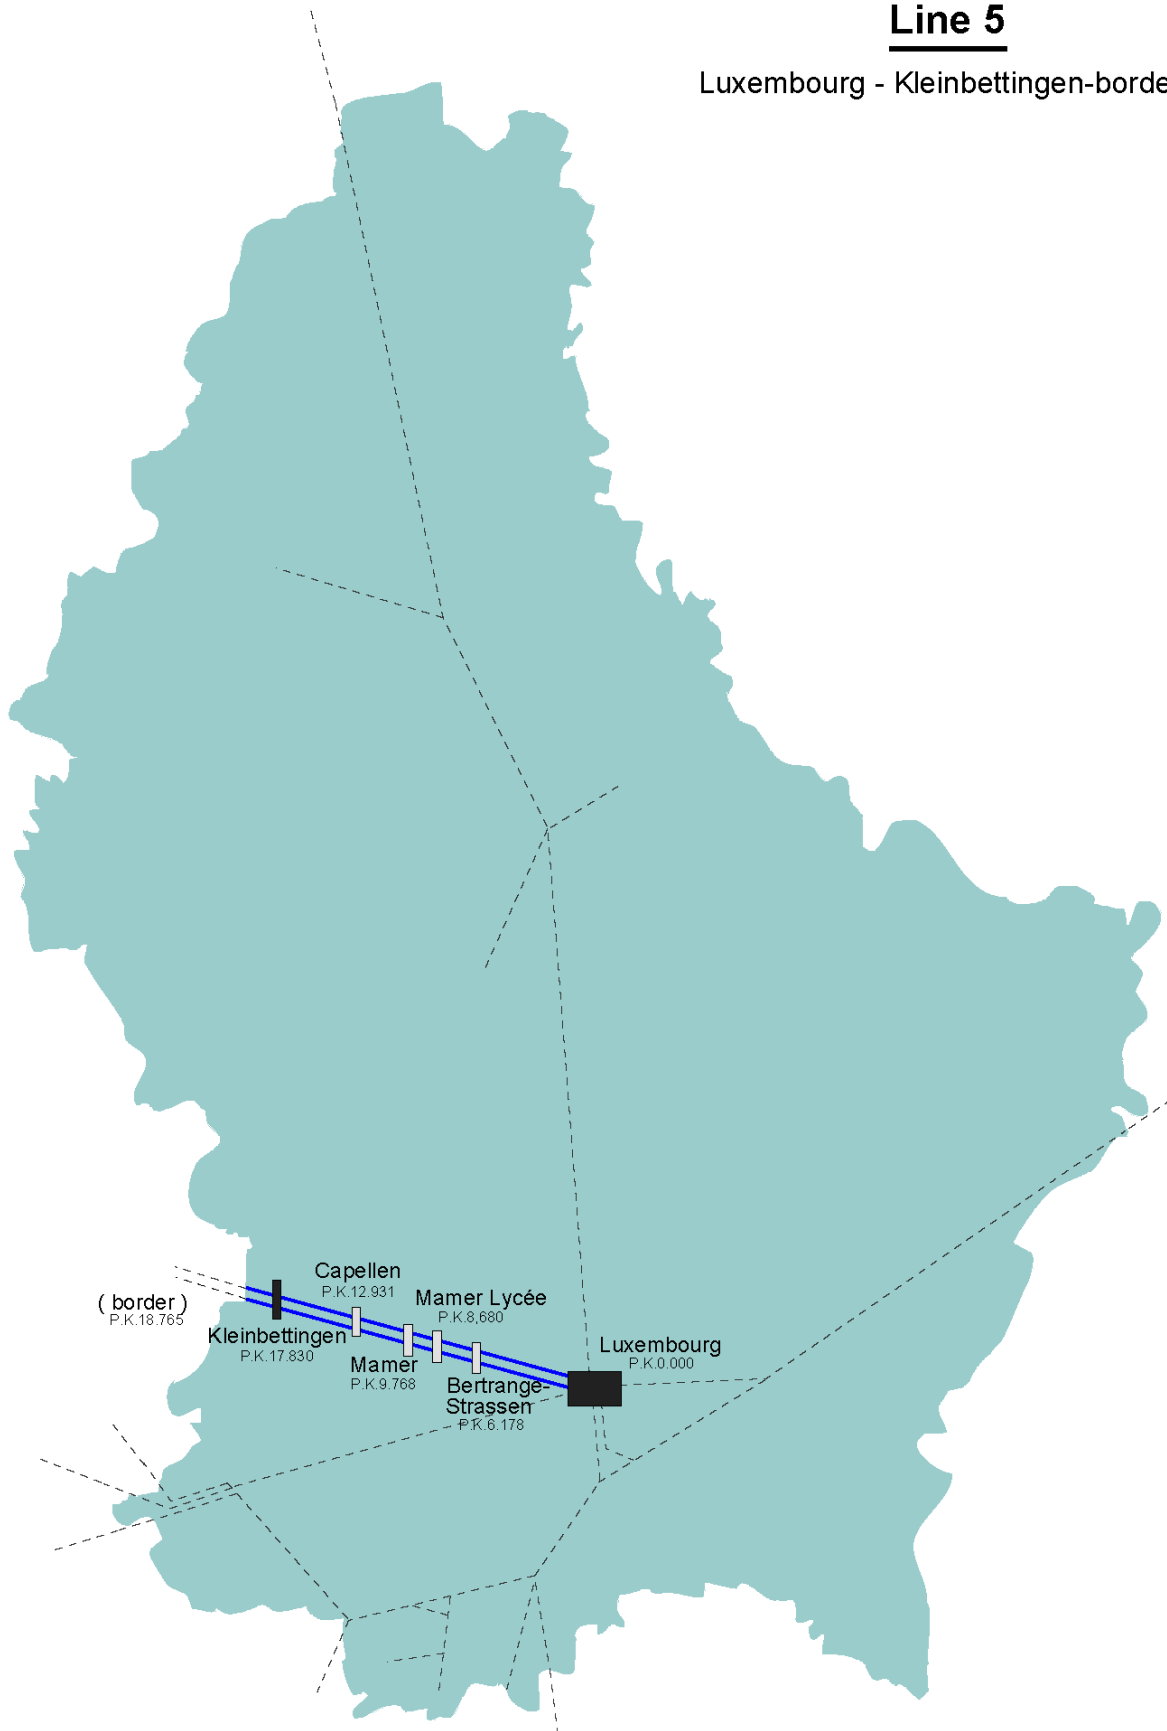 Line 5
Luxembourg - Kleinbettingen-borde
Capellen
P.K.12.931
Mamer Lycée
P.K.8,680
( border )
P.K.18.765
Kleinbettingen
P.K.17.830
Mamer
P.K.9.768
Luxembourg
P.K.0.000
Bertrange-
Strassen
P.K.6.178